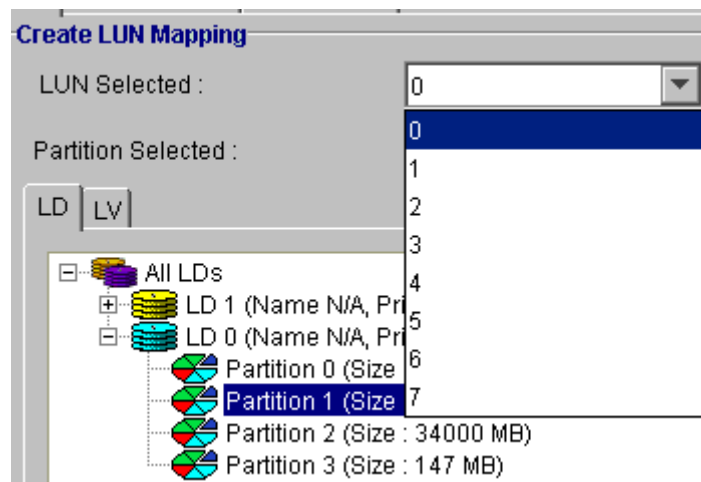 Create LUN Mapping
LUN Selected :
0
0
Partition Selected :
1
LD
LV
2
3
All LDs
4
LD 1 (Name N/A, Pri
5
LD 0 (Name N/A, Pri
6
Partition 0 (Size
Partition 1 (Size
7
Partition 2 (Size : 34000 MB)
Partition 3 (Size : 147 MB)